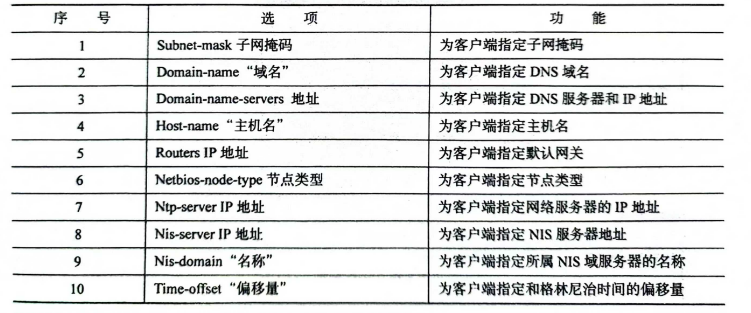 序 号 选 项 功 能
1 Subnet-mask 子网掩码 为客户端指定子网掩码
2 Domain-name“域名” 为客户端指定 DNS 域名
3 Domain-name-servers 地址 为客户端指定 DNS 服务器和 IP 地址
4 Host-name“主机名” 为客户端指定主机名
5 Routers IP 地址 为客户端指定默认网关
6 Netbios-node-type 节点类型 为客户端指定节点类型
7 Ntp-server IP 地址 为客户端指定网络服务器的 IP 地址
8 Nis-server IP 地址 为客户端指定 NIS 服务器地址
9 Nis-domain“名称” 为客户端指定所属 NIS 域服务器的名称
10 Time-offset“偏移量” 为客户端指定和格林尼治时间的偏移量